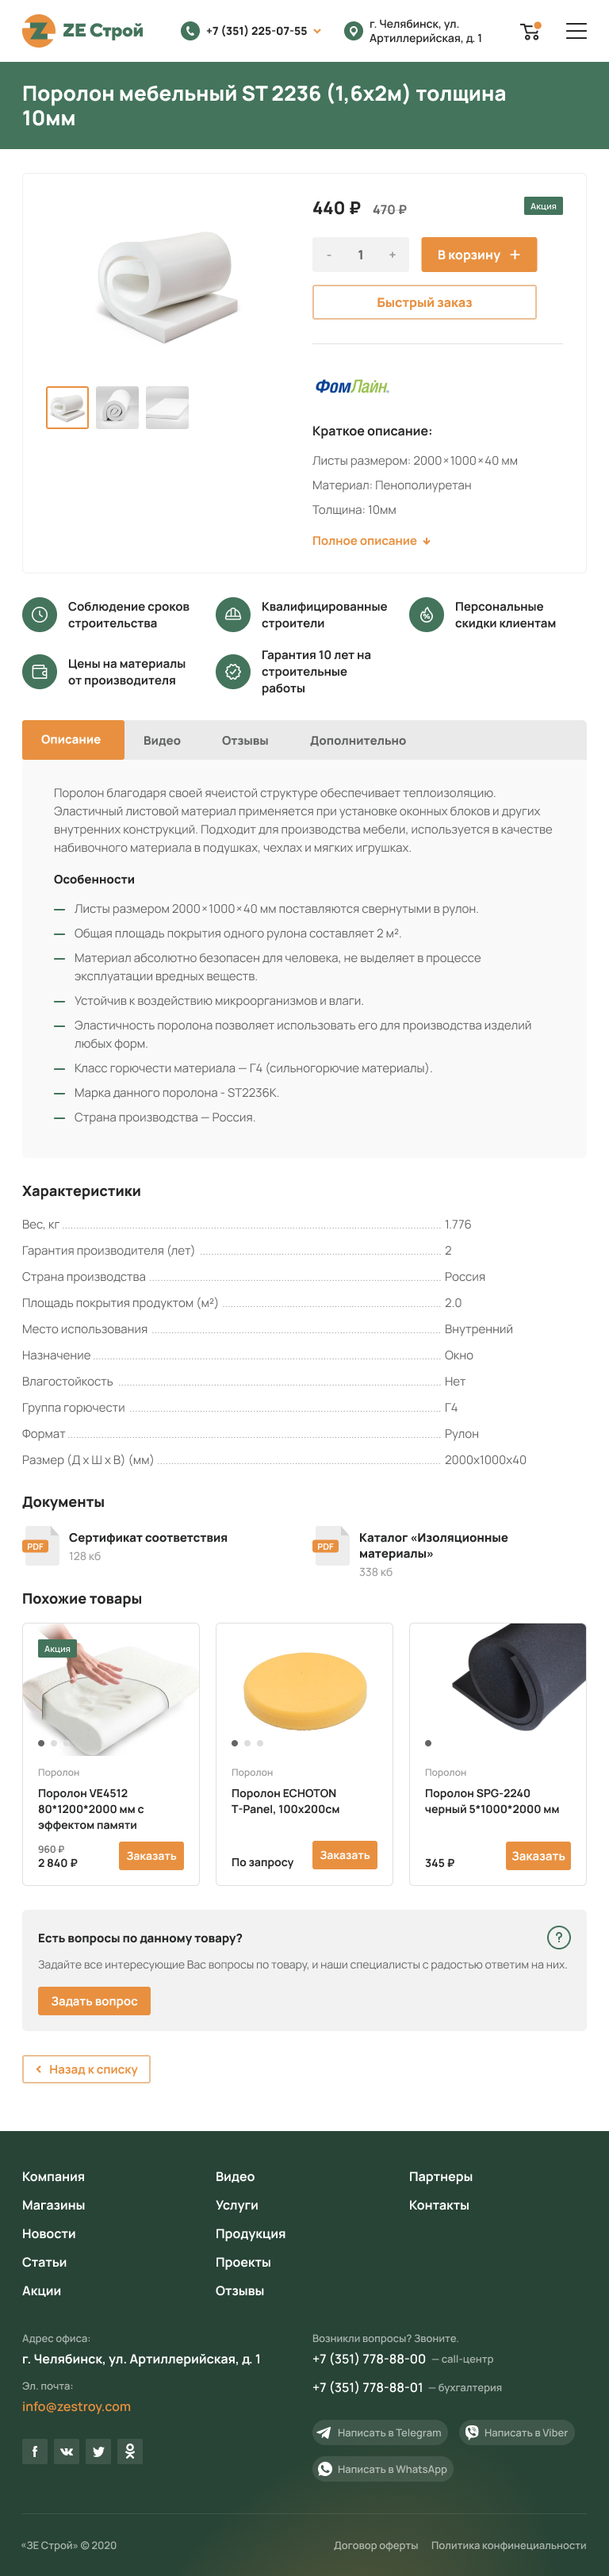 ZE Строй
+7 (351) 225-07-55
г. Челябинск, ул.
Артиллерийская, д. 1
Поролон мебельный ST 2236 (1,6х2м) толщина
10мм
440 ₽ 470 ₽
Акция
- 1 +
В корзину +
Быстрый заказ
ФомЛайн.
Краткое описание:
Листы размером: 2000×1000×40 мм
Материал: Пенополиуретан
Толщина: 10мм
Полное описание
Соблюдение сроков
строительства
Квалифицированные
строители
Персональные
скидки клиентам
Цены на материалы
от производителя
Гарантия 10 лет на
строительные
работы
Описание Видео Отзывы Дополнительно
Поролон благодаря своей ячеистой структуре обеспечивает теплоизоляцию.
Эластичный листовой материал применяется при установке оконных блоков и других
внутренних конструкций. Подходит для производства мебели, используется в качестве
набивочного материала в подушках, чехлах и мягких игрушках.
Особенности
— Листы размером 2000×1000×40 мм поставляются свернутыми в рулон.
— Общая площадь покрытия одного рулона составляет 2 м².
— Материал абсолютно безопасен для человека, не выделяет в процессе
эксплуатации вредных веществ.
— Устойчив к воздействию микроорганизмов и влаги.
— Эластичность поролона позволяет использовать его для производства изделий
любых форм.
— Класс горючести материала — Г4 (сильногорючие материалы).
— Марка данного поролона - ST2236K.
— Страна производства — Россия.
Характеристики
Вес, кг 1.776
Гарантия производителя (лет) 2
Страна производства Россия
Площадь покрытия продуктом (м²) 2.0
Место использования Внутренний
Назначение Окно
Влагостойкость Нет
Группа горючести Г4
Формат Рулон
Размер (Д х Ш х В) (мм) 2000х1000х40
Документы
PDF
Сертификат соответствия
128 кб
PDF
Каталог «Изоляционные
материалы»
338 кб
Похожие товары
Акция
Поролон
Поролон VE4512
80*1200*2000 мм с
эффектом памяти
960 ₽
2 840 ₽
Заказать
Поролон
Поролон ECHOTON
T-Panel, 100х200см
По запросу
Заказать
Поролон
Поролон SPG-2240
черный 5*1000*2000 мм
345 ₽
Заказать
Есть вопросы по данному товару?
?
Задайте все интересующие Вас вопросы по товару, и наши специалисты с радостью ответим на них.
Задать вопрос
Назад к списку
Компания
Магазины
Новости
Статьи
Акции
Видео
Услуги
Продукция
Проекты
Отзывы
Партнеры
Контакты
Адрес офиса:
г. Челябинск, ул. Артиллерийская, д. 1
Эл. почта:
info@zestroy.com
Возникли вопросы? Звоните.
+7 (351) 778-88-00 — call-центр
+7 (351) 778-88-01 — бухгалтерия
Написать в Telegram
Написать в Viber
Написать в WhatsApp
«ЗЕ Строй» © 2020
Договор оферты
Политика конфинециальности